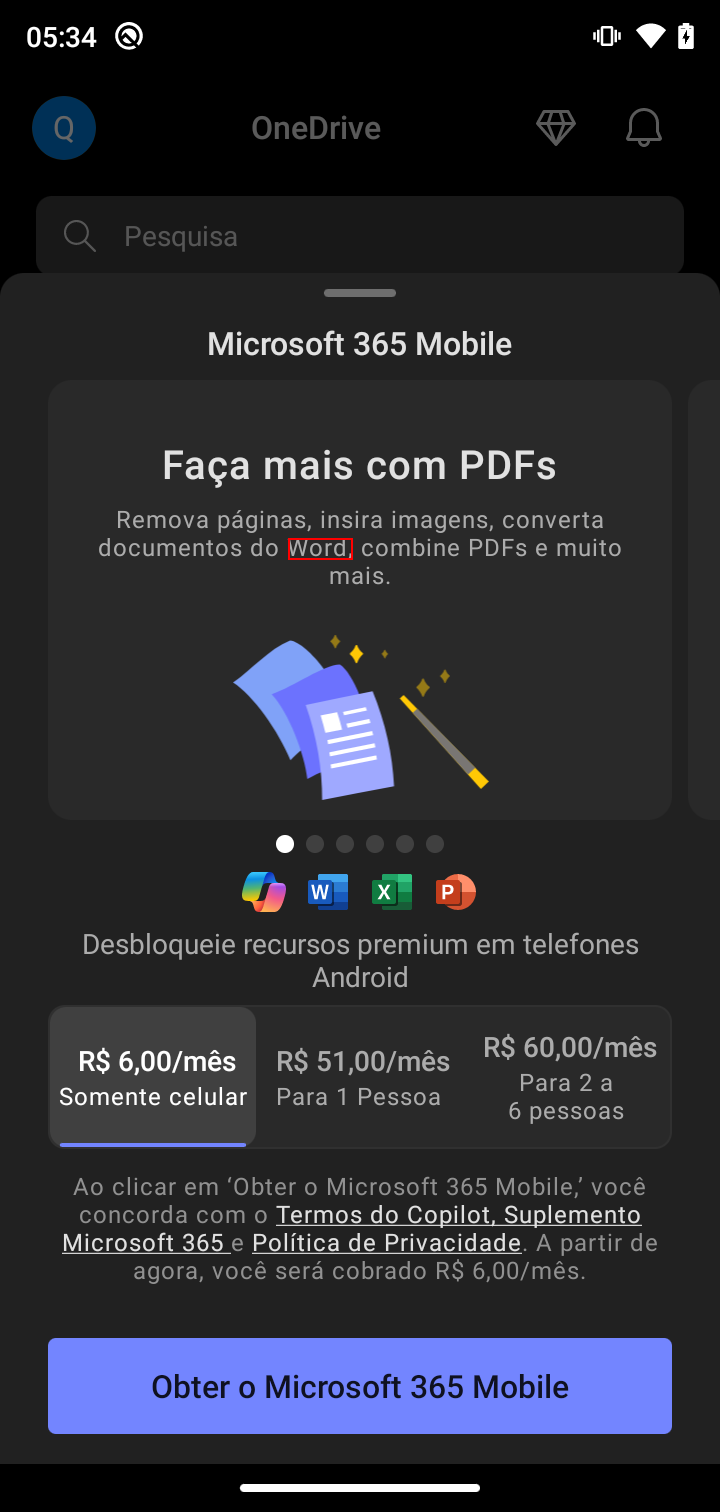 05:34
Q
OneDrive
Pesquisa
Microsoft 365 Mobile
Faça mais com PDFs
Remova páginas, insira imagens, converta
documentos do Word, combine PDFs e muito
mais.
W
X
P
Desbloqueie recursos premium em telefones
Android
R$ 6,00/mês
Somente celular
R$ 51,00/mês
Para 1 Pessoa
R$ 60,00/mês
Para 2 a
6 pessoas
Ao clicar em ‘Obter o Microsoft 365 Mobile,’ você
concorda com o Termos do Copilot, Suplemento
Microsoft 365 e Política de Privacidade. A partir de
agora, você será cobrado R$ 6,00/mês.
Obter o Microsoft 365 Mobile